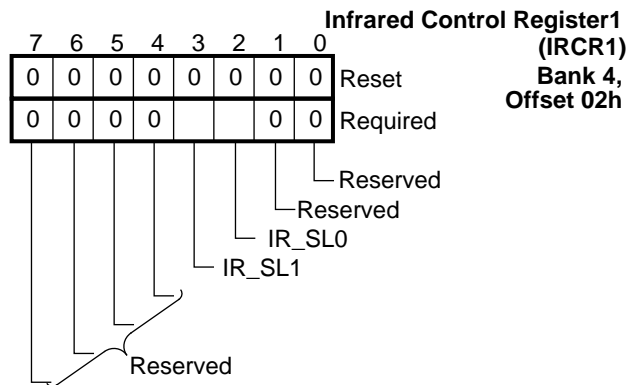 Infrared Control Register1
(IRCR1)
Bank 4,
Offset 02h
7 6 5 4 3 2 1 0
0 0 0 0 0 0 0 0 Reset
0 0 0 0 0 0 Required
Reserved
Reserved
IR_SL0
IR_SL1
Reserved